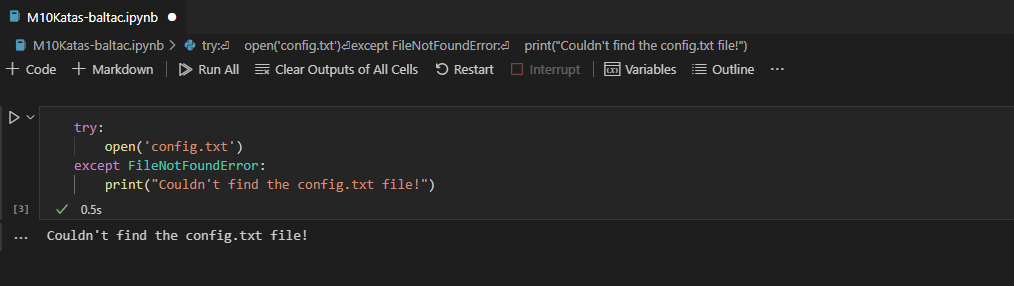 M10Katas-baltac.ipynb
M10Katas-baltac.ipynb > try:⏎ open('config.txt')⏎except FileNotFoundError:⏎ print("Couldn't find the config.txt file!")
+ Code + Markdown Run All Clear Outputs of All Cells Restart Interrupt Variables Outline ...
try:
open('config.txt')
except FileNotFoundError:
print("Couldn't find the config.txt file!")
[3] ✓ 0.5s
... Couldn't find the config.txt file!